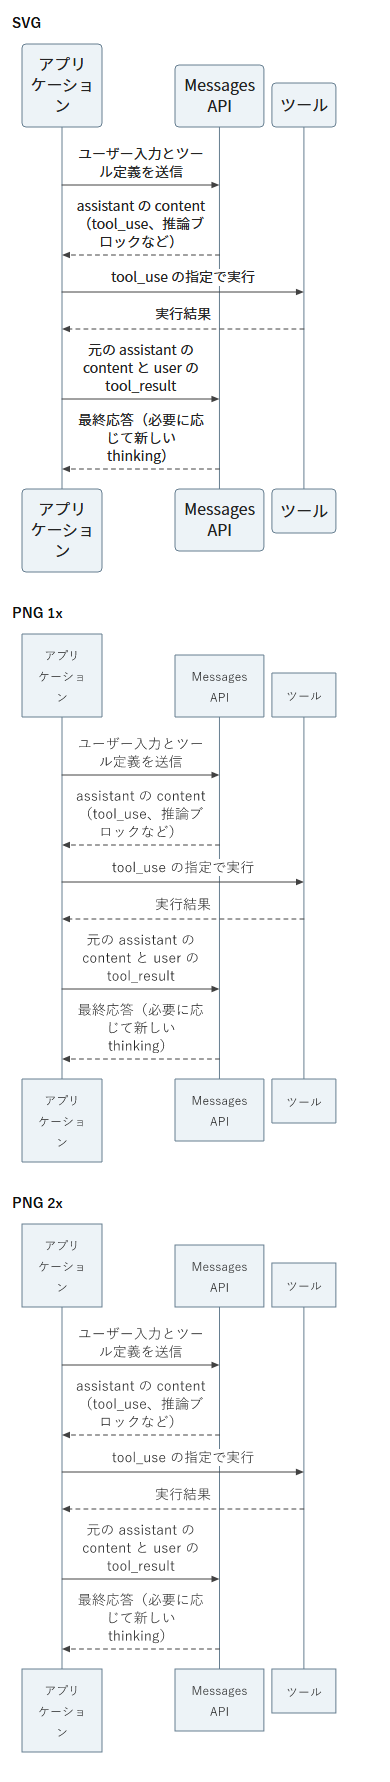 SVG
アプリ
ケーショ
ン
Messages
API
ツール
ユーザー入力とツー
ル定義を送信
assistant の content
（tool_use、推論ブ
ロックなど）
tool_use の指定で実行
実行結果
元の assistant の
content と user の
tool_result
最終応答（必要に応
じて新しい
thinking）
アプリ
ケーショ
ン
Messages
API
ツール
PNG 1x
アプリ
ケーショ
ン
Messages
API
ツール
ユーザー入力とツー
ル定義を送信
assistant の content
（tool_use、推論ブ
ロックなど）
tool_use の指定で実行
実行結果
元の assistant の
content と user の
tool_result
最終応答（必要に応
じて新しい
thinking）
アプリ
ケーショ
ン
Messages
API
ツール
PNG 2x
アプリ
ケーショ
ン
Messages
API
ツール
ユーザー入力とツー
ル定義を送信
assistant の content
（tool_use、推論ブ
ロックなど）
tool_use の指定で実行
実行結果
元の assistant の
content と user の
tool_result
最終応答（必要に応
じて新しい
thinking）
アプリ
ケーショ
ン
Messages
API
ツール